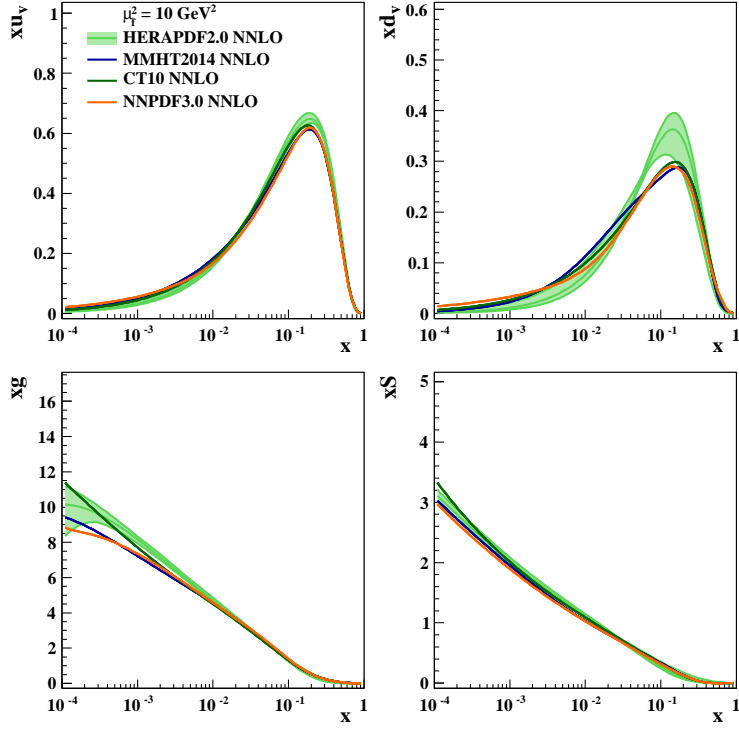 xu_v
μ_f² = 10 GeV²
HERAPDF2.0 NNLO
MMHT2014 NNLO
CT10 NNLO
NNPDF3.0 NNLO
1
0.8
0.6
0.4
0.2
0
10⁻⁴ 10⁻³ 10⁻² 10⁻¹ 1
x
xd_v
0.6
0.5
0.4
0.3
0.2
0.1
0
10⁻⁴ 10⁻³ 10⁻² 10⁻¹ 1
x
xg
16
14
12
10
8
6
4
2
0
10⁻⁴ 10⁻³ 10⁻² 10⁻¹ 1
x
xS
5
4
3
2
1
0
10⁻⁴ 10⁻³ 10⁻² 10⁻¹ 1
x